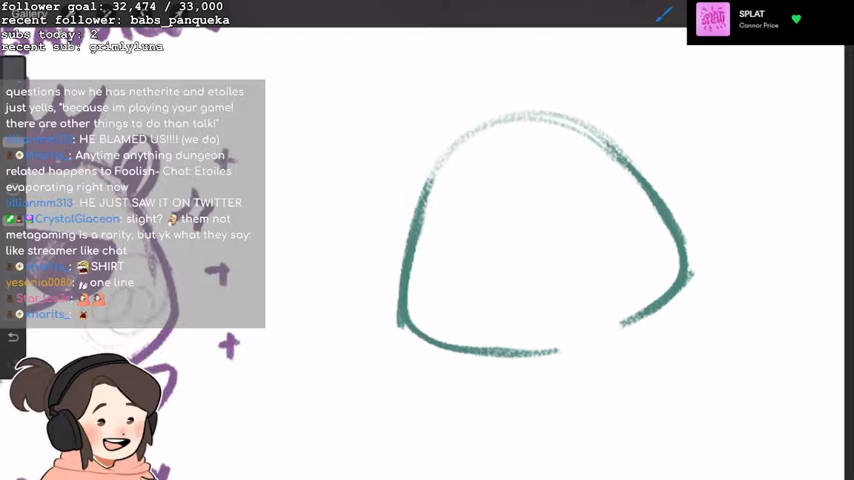 follower goal: 32,474 / 33,000
recent follower: babs_panqueka
subs today: 2
recent sub: grimlyluna
SPLAT
Connor Price
SPLAT
questions how he has netherite and etoiles
just yells, "because im playing your game!
there are other things to do than talk!"
: HE BLAMED US!!!! (we do)
: Anytime anything dungeon
related happens to Foolish- Chat: Etoiles
evaporating right now
lillianmm313: HE JUST SAW IT ON TWITTER
CrystalGlaceon: slight? them not
metagaming is a rarity, but yk what they say:
like streamer like chat
: SHIRT
yesenia0080: one line
xharits_: